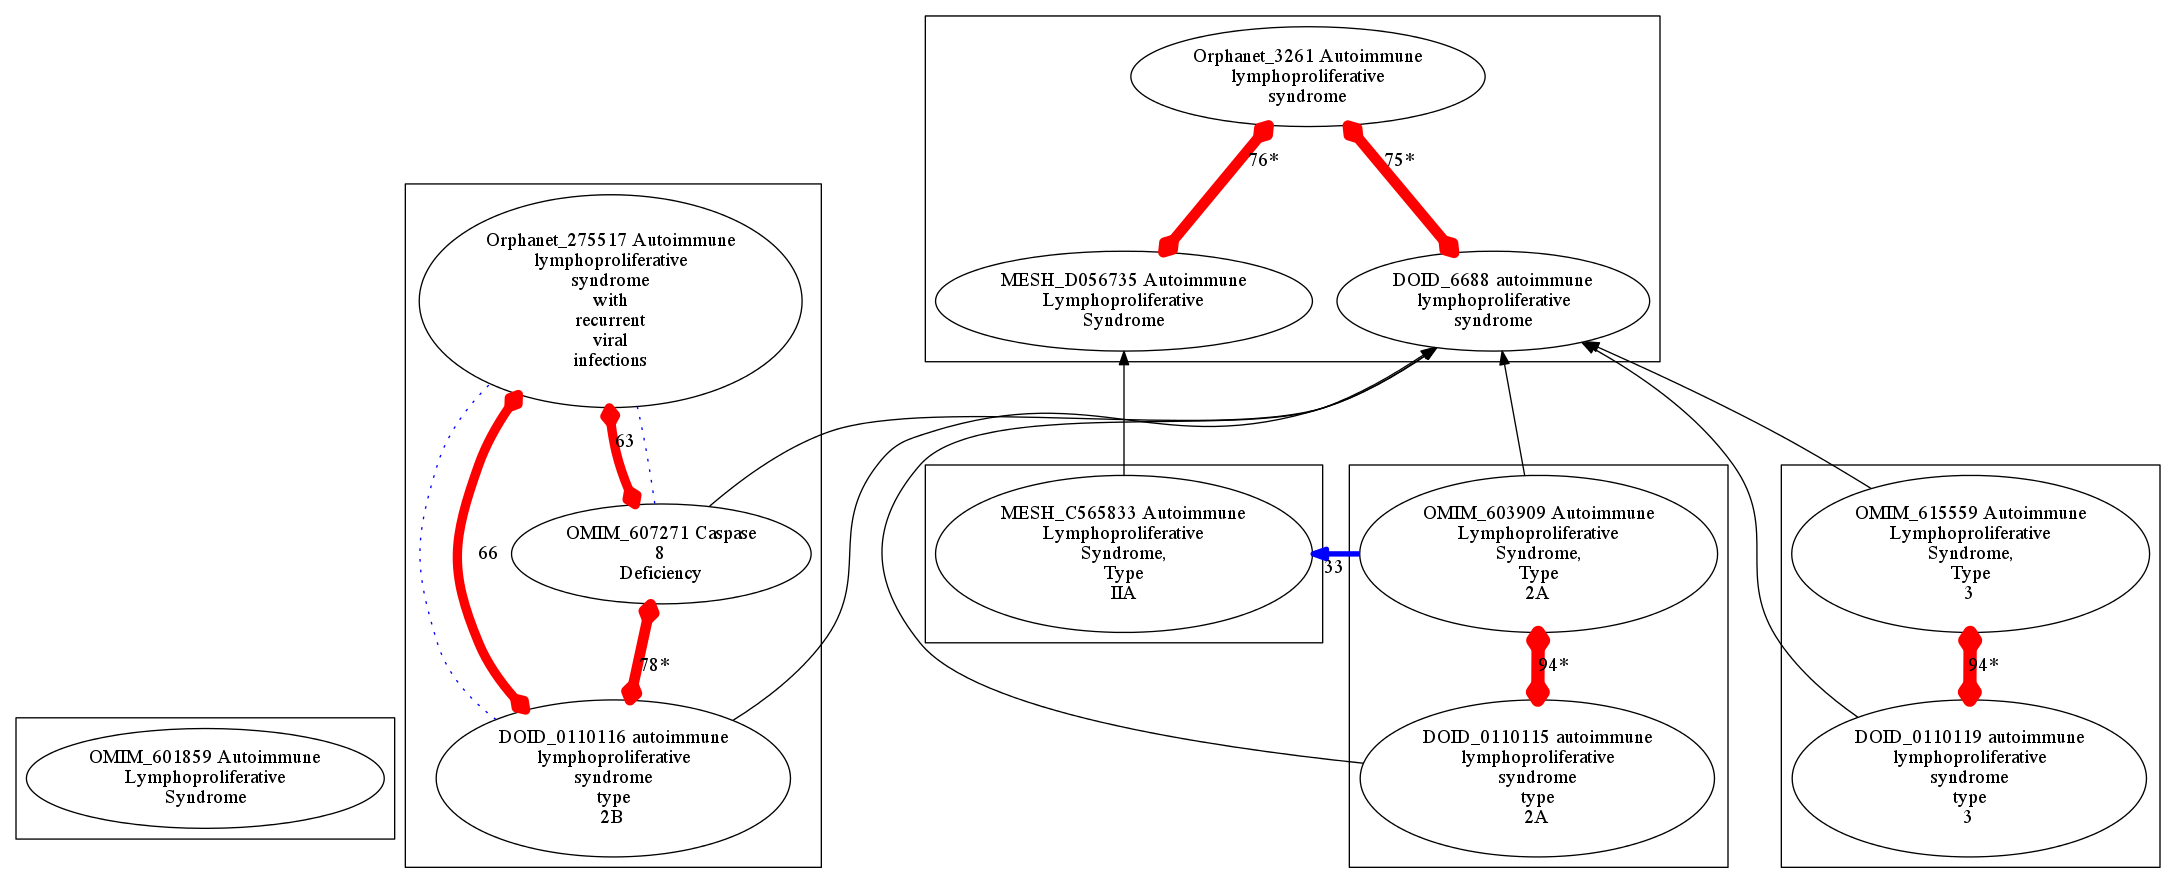 Orphanet_3261 Autoimmune
lymphoproliferative
syndrome
76*
75*
Orphanet_275517 Autoimmune
lymphoproliferative
syndrome
with
recurrent
viral
infections
MESH_D056735 Autoimmune
Lymphoproliferative
Syndrome
DOID_6688 autoimmune
lymphoproliferative
syndrome
63
66
OMIM_607271 Caspase
8
Deficiency
MESH_C565833 Autoimmune
Lymphoproliferative
Syndrome,
Type
IIA
33
OMIM_603909 Autoimmune
Lymphoproliferative
Syndrome,
Type
2A
OMIM_615559 Autoimmune
Lymphoproliferative
Syndrome,
Type
3
78*
94*
94*
OMIM_601859 Autoimmune
Lymphoproliferative
Syndrome
DOID_0110116 autoimmune
lymphoproliferative
syndrome
type
2B
DOID_0110115 autoimmune
lymphoproliferative
syndrome
type
2A
DOID_0110119 autoimmune
lymphoproliferative
syndrome
type
3